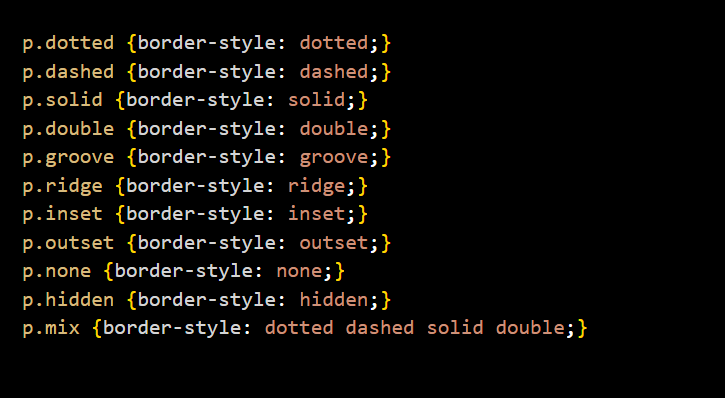 p.dotted {border-style: dotted;}
p.dashed {border-style: dashed;}
p.solid {border-style: solid;}
p.double {border-style: double;}
p.groove {border-style: groove;}
p.ridge {border-style: ridge;}
p.inset {border-style: inset;}
p.outset {border-style: outset;}
p.none {border-style: none;}
p.hidden {border-style: hidden;}
p.mix {border-style: dotted dashed solid double;}